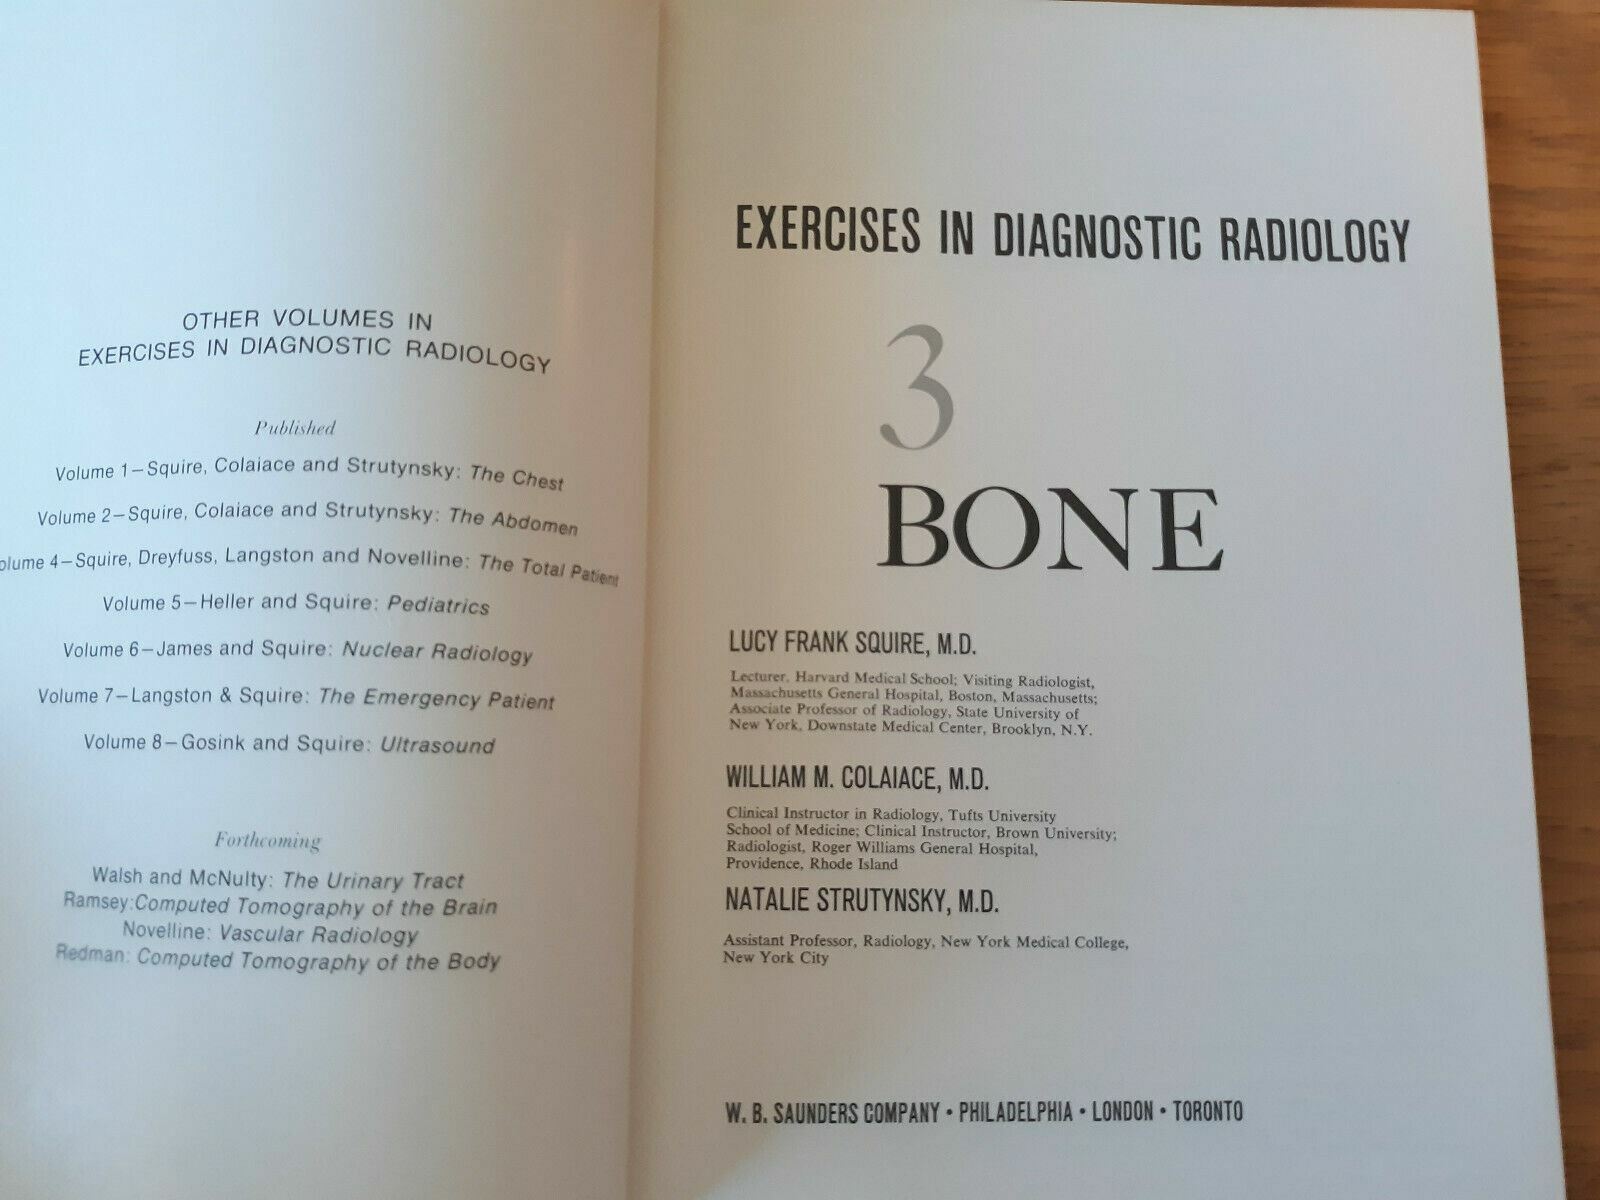 OTHER VOLUMES IN
EXERCISES IN DIAGNOSTIC RADIOLOGY
Published
Volume 1—Squire, Colaiace and Strutynsky: The Chest
Volume 2—Squire, Colaiace and Strutynsky: The Abdomen
olume 4—Squire, Dreyfuss, Langston and Novelline: The Total Patient
Volume 5—Heller and Squire: Pediatrics
Volume 6—James and Squire: Nuclear Radiology
Volume 7—Langston & Squire: The Emergency Patient
Volume 8—Gosink and Squire: Ultrasound
Forthcoming
Walsh and McNulty: The Urinary Tract
Ramsey:Computed Tomography of the Brain
Novelline: Vascular Radiology
Redman: Computed Tomography of the Body
EXERCISES IN DIAGNOSTIC RADIOLOGY
3
BONE
LUCY FRANK SQUIRE, M.D.
Lecturer, Harvard Medical School; Visiting Radiologist,
Massachusetts General Hospital, Boston, Massachusetts;
Associate Professor of Radiology, State University of
New York, Downstate Medical Center, Brooklyn, N.Y.
WILLIAM M. COLAIACE, M.D.
Clinical Instructor in Radiology, Tufts University
School of Medicine; Clinical Instructor, Brown University;
Radiologist, Roger Williams General Hospital,
Providence, Rhode Island
NATALIE STRUTYNSKY, M.D.
Assistant Professor, Radiology, New York Medical College,
New York City
W. B. SAUNDERS COMPANY • PHILADELPHIA • LONDON • TORONTO